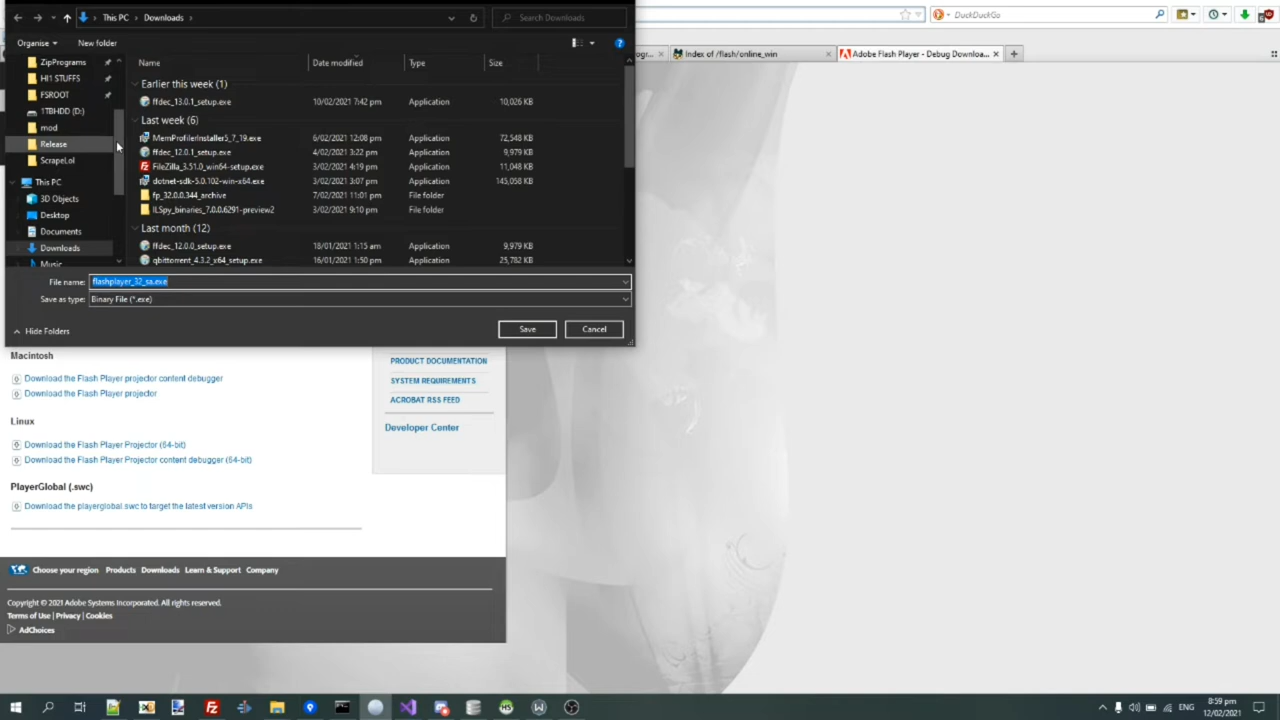 This PC > Downloads >
Search Downloads
DuckDuckGo
Organise
New folder
Index of /flash/online_win
Adobe Flash Player - Debug Downloa...
ZipPrograms
HI1 STUFFS
FSROOT
1TBHDD (D:)
mod
Release
ScrapeLol
This PC
3D Objects
Desktop
Documents
Downloads
Music
Name
Date modified
Type
Size
Earlier this week (1)
ffdec_13.0.1_setup.exe 10/02/2021 7:42 pm Application 10,026 KB
Last week (6)
MemProfilerInstaller5_7_19.exe 6/02/2021 12:08 pm Application 72,548 KB
ffdec_12.0.1_setup.exe 4/02/2021 3:22 pm Application 9,979 KB
FileZilla_3.51.0_win64-setup.exe 3/02/2021 4:19 pm Application 11,048 KB
dotnet-sdk-5.0.102-win-x64.exe 3/02/2021 3:07 pm Application 145,058 KB
fp_32.0.0.344_archive 7/02/2021 11:01 pm File folder
ILSpy_binaries_7.0.0.6291-preview2 3/02/2021 9:10 pm File folder
Last month (12)
ffdec_12.0.0_setup.exe 18/01/2021 1:15 am Application 9,979 KB
qbittorrent_4.3.2_x64_setup.exe 16/01/2021 1:50 pm Application 25,782 KB
File name: flashplayer_32_sa.exe
Save as type: Binary File (*.exe)
Hide Folders
Save
Cancel
Macintosh
Download the Flash Player projector content debugger
Download the Flash Player projector
Linux
Download the Flash Player Projector (64-bit)
Download the Flash Player Projector content debugger (64-bit)
PlayerGlobal (.swc)
Download the playerglobal.swc to target the latest version APIs
PRODUCT DOCUMENTATION
SYSTEM REQUIREMENTS
ACROBAT RSS FEED
Developer Center
Choose your region Products Downloads Learn & Support Company
Copyright © 2021 Adobe Systems Incorporated. All rights reserved.
Terms of Use | Privacy | Cookies
AdChoices
ENG
8:59 pm
12/02/2021